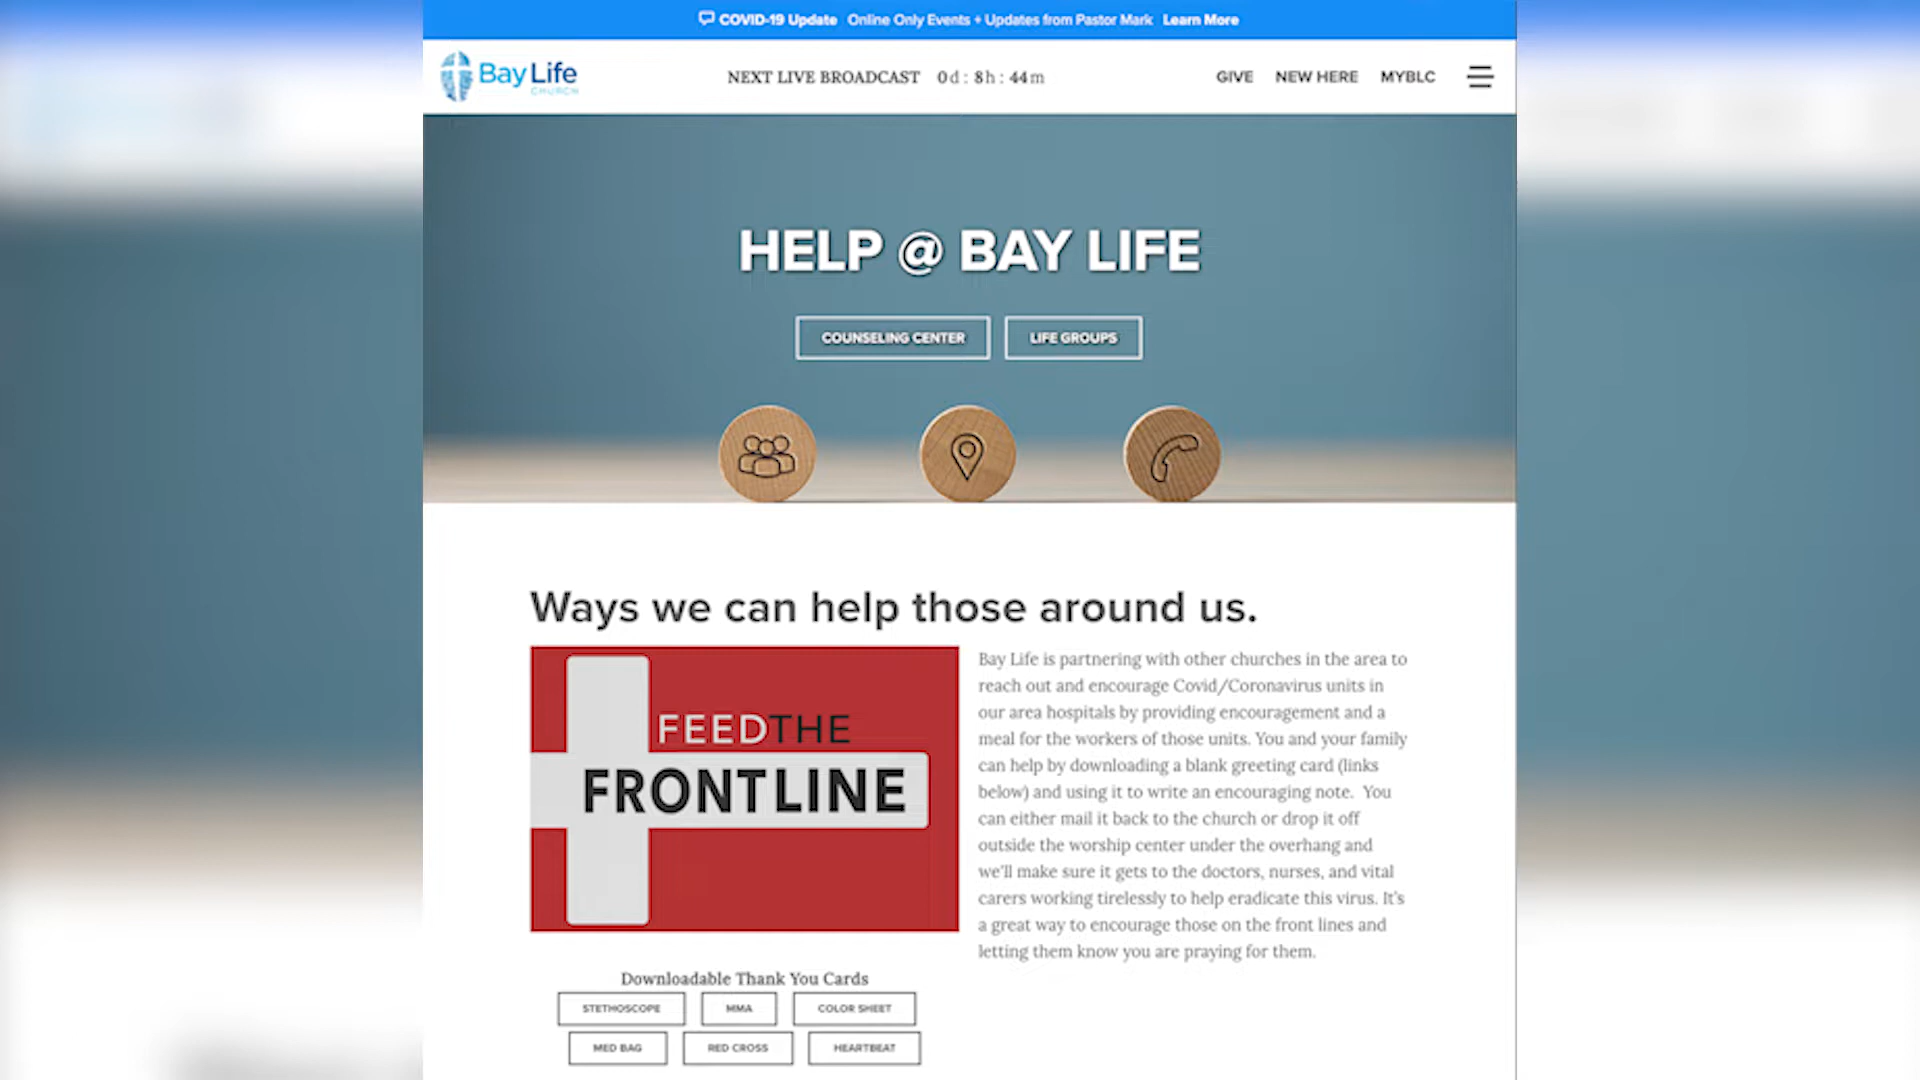 COVID-19 Update Online Only Events + Updates from Pastor Mark Learn More
Bay Life
CHURCH
NEXT LIVE BROADCAST 0d : 8h : 44m
GIVE NEW HERE MYBLC
HELP @ BAY LIFE
COUNSELING CENTER LIFE GROUPS
Ways we can help those around us.
FEEDTHE
FRONTLINE
Bay Life is partnering with other churches in the area to
reach out and encourage Covid/Coronavirus units in
our area hospitals by providing encouragement and a
meal for the workers of those units. You and your family
can help by downloading a blank greeting card (links
below) and using it to write an encouraging note. You
can either mail it back to the church or drop it off
outside the worship center under the overhang and
we'll make sure it gets to the doctors, nurses, and vital
carers working tirelessly to help eradicate this virus. It's
a great way to encourage those on the front lines and
letting them know you are praying for them.
Downloadable Thank You Cards
STETHOSCOPE MMA COLOR SHEET
MED BAG RED CROSS HEARTBEAT